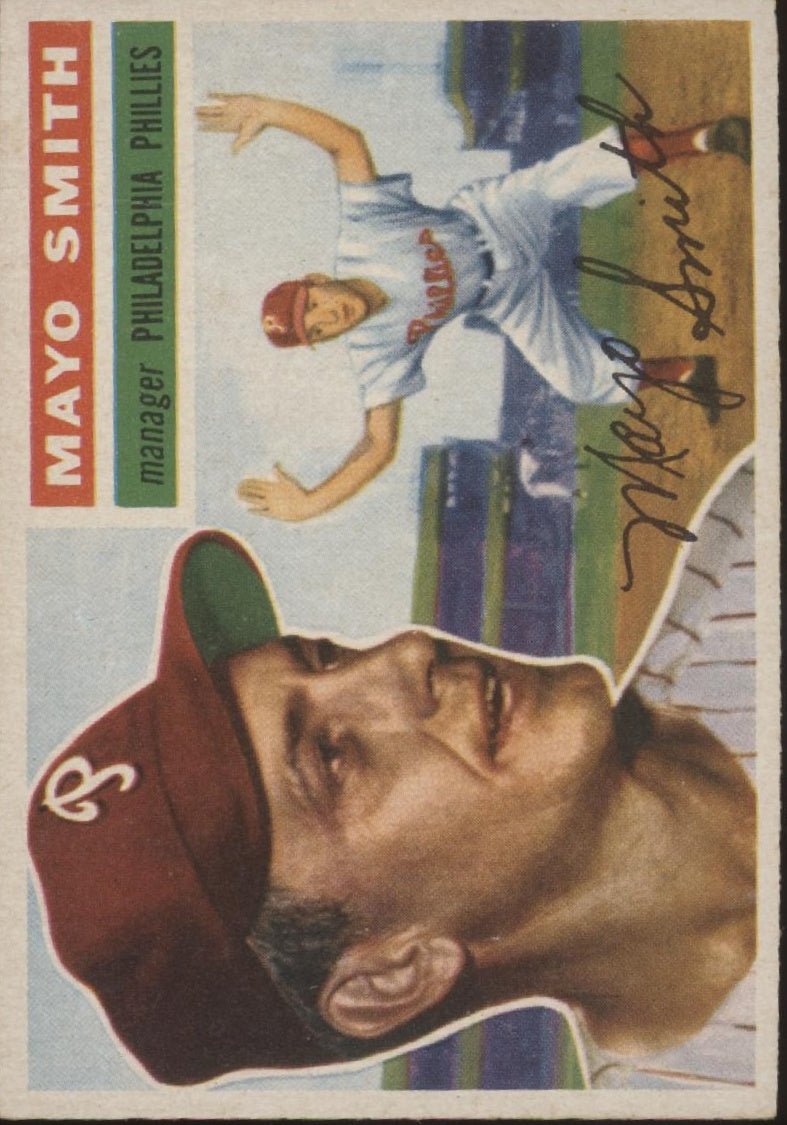 MAYO SMITH
manager PHILADELPHIA PHILLIES
P
Phillies
Mayo Smith
P